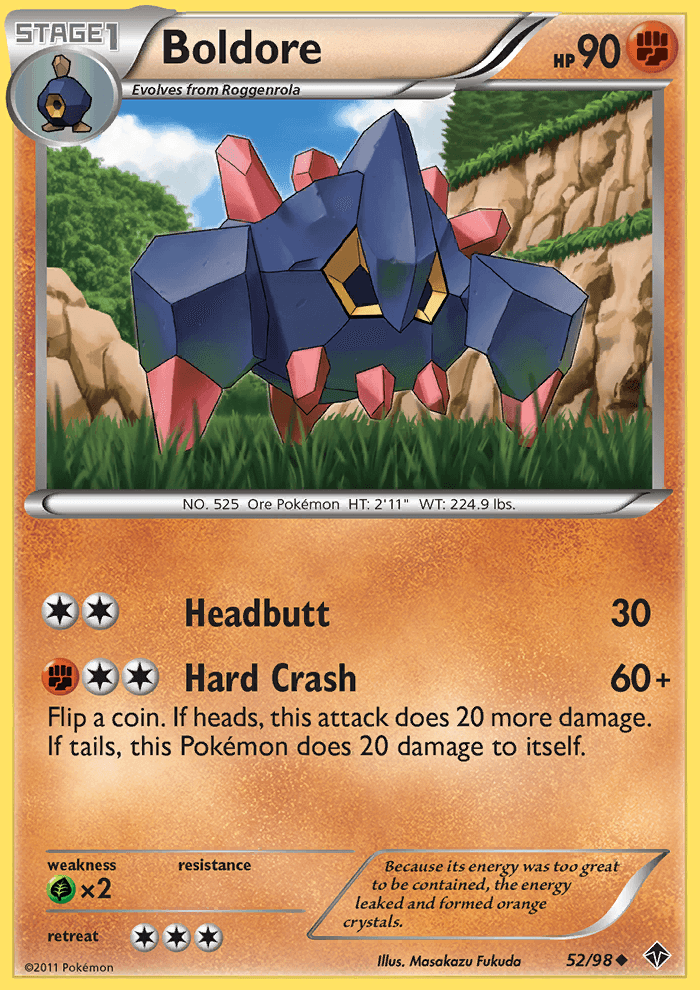 STAGE1
Boldore
HP 90
Evolves from Roggenrola
NO. 525 Ore Pokémon HT: 2'11" WT: 224.9 lbs.
Headbutt 30
Hard Crash 60+
Flip a coin. If heads, this attack does 20 more damage.
If tails, this Pokémon does 20 damage to itself.
weakness resistance
×2
retreat
Because its energy was too great
to be contained, the energy
leaked and formed orange
crystals.
©2011 Pokémon
Illus. Masakazu Fukuda 52/98